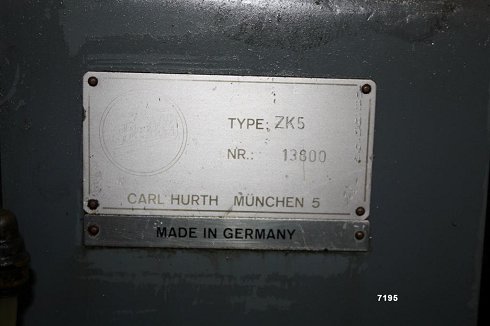 TYPE: ZK5
NR.: 13800
CARL HURTH MÜNCHEN 5
MADE IN GERMANY
7195